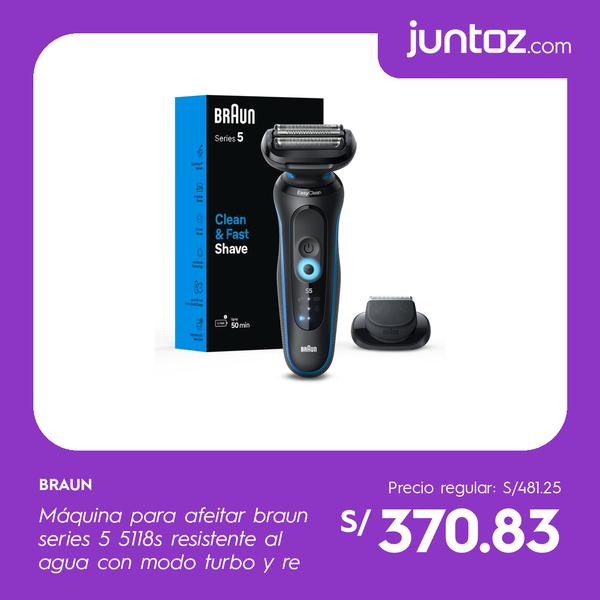 juntoz.com
BRAUN
Series 5
Clean
& Fast
Shave
50 min
EasyClean
S5
BRAUN
BRAUN
Máquina para afeitar braun
series 5 5118s resistente al
agua con modo turbo y re
Precio regular: S/481.25
S/ 370.83